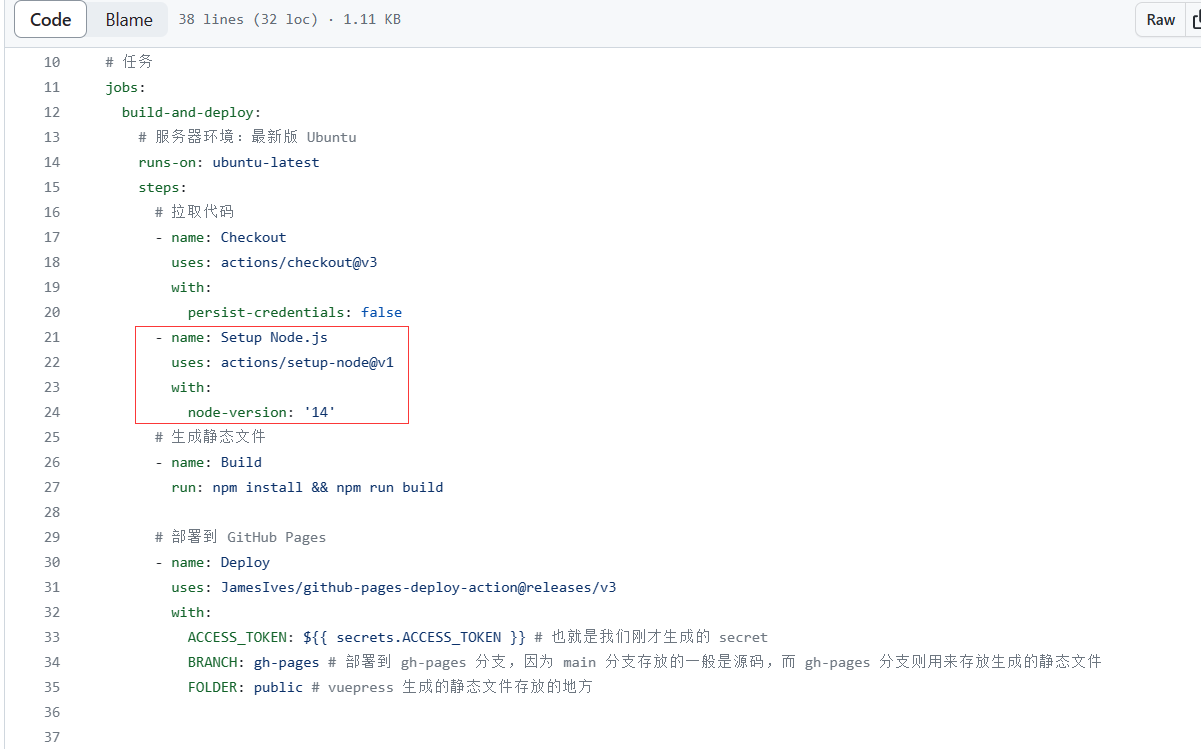 Code Blame 38 lines (32 loc) · 1.11 KB Raw
10 # 任务
11 jobs:
12 build-and-deploy:
13 # 服务器环境：最新版 Ubuntu
14 runs-on: ubuntu-latest
15 steps:
16 # 拉取代码
17 - name: Checkout
18 uses: actions/checkout@v3
19 with:
20 persist-credentials: false
21 - name: Setup Node.js
22 uses: actions/setup-node@v1
23 with:
24 node-version: '14'
25 # 生成静态文件
26 - name: Build
27 run: npm install && npm run build
28
29 # 部署到 GitHub Pages
30 - name: Deploy
31 uses: JamesIves/github-pages-deploy-action@releases/v3
32 with:
33 ACCESS_TOKEN: ${{ secrets.ACCESS_TOKEN }} # 也就是我们刚才生成的 secret
34 BRANCH: gh-pages # 部署到 gh-pages 分支，因为 main 分支存放的一般是源码，而 gh-pages 分支则用来存放生成的静态文件
35 FOLDER: public # vuepress 生成的静态文件存放的地方
36
37